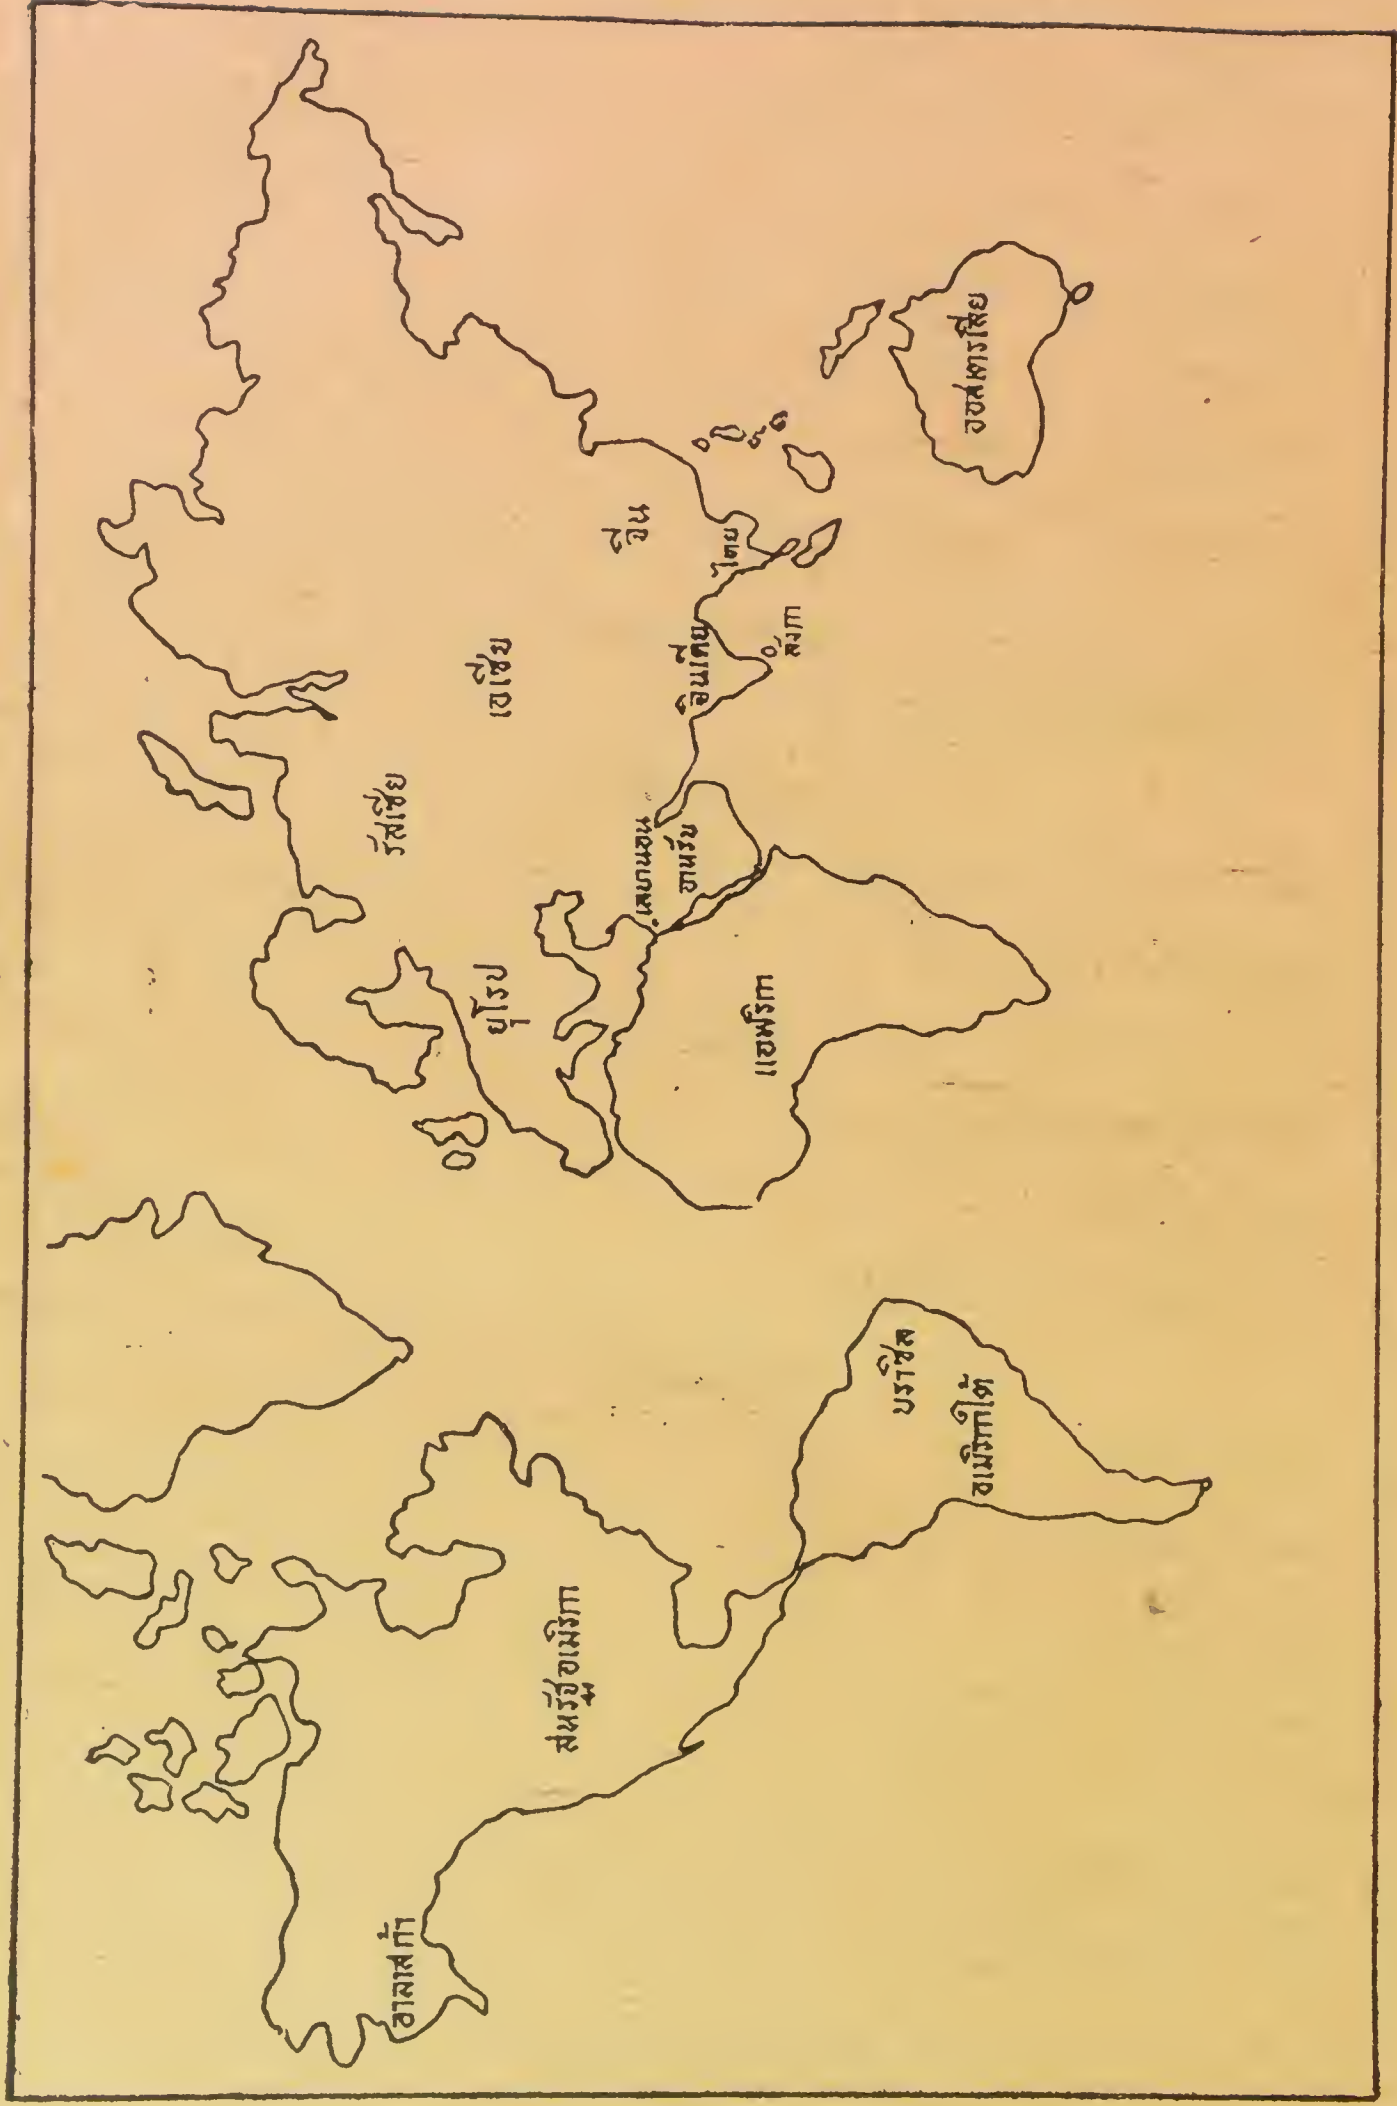 อาลาสก้า
สหรัฐอเมริกา
บราซิล
อเมริกาใต้
รัสเซีย
ยุโรป
เอเซีย
จีน
เลบานอน
อาหรับ
อินเดีย
ไทย
ลังกา
แอฟริกา
ออสเตรเลีย